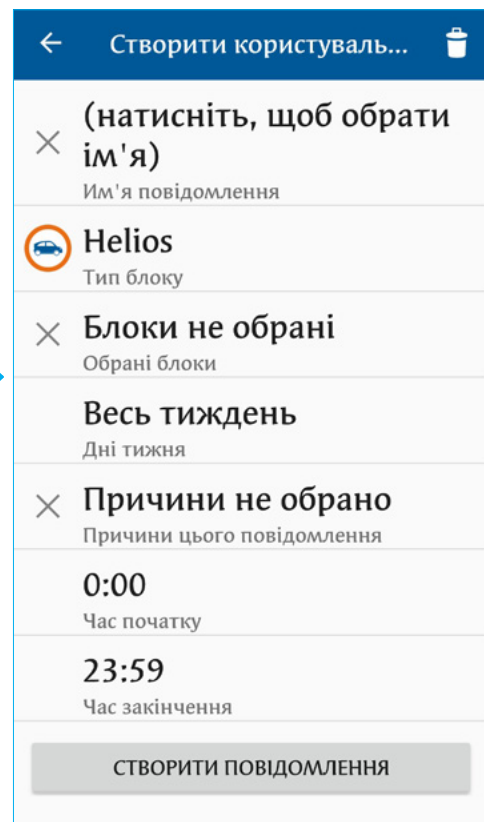 Створити користуваль...
(натисніть, щоб обрати
ім'я)
Им'я повідомлення
Helios
Тип блоку
Блоки не обрані
Обрані блоки
Весь тиждень
Дні тижня
Причини не обрано
Причини цього повідомлення
0:00
Час початку
23:59
Час закінчення
СТВОРИТИ ПОВІДОМЛЕННЯ